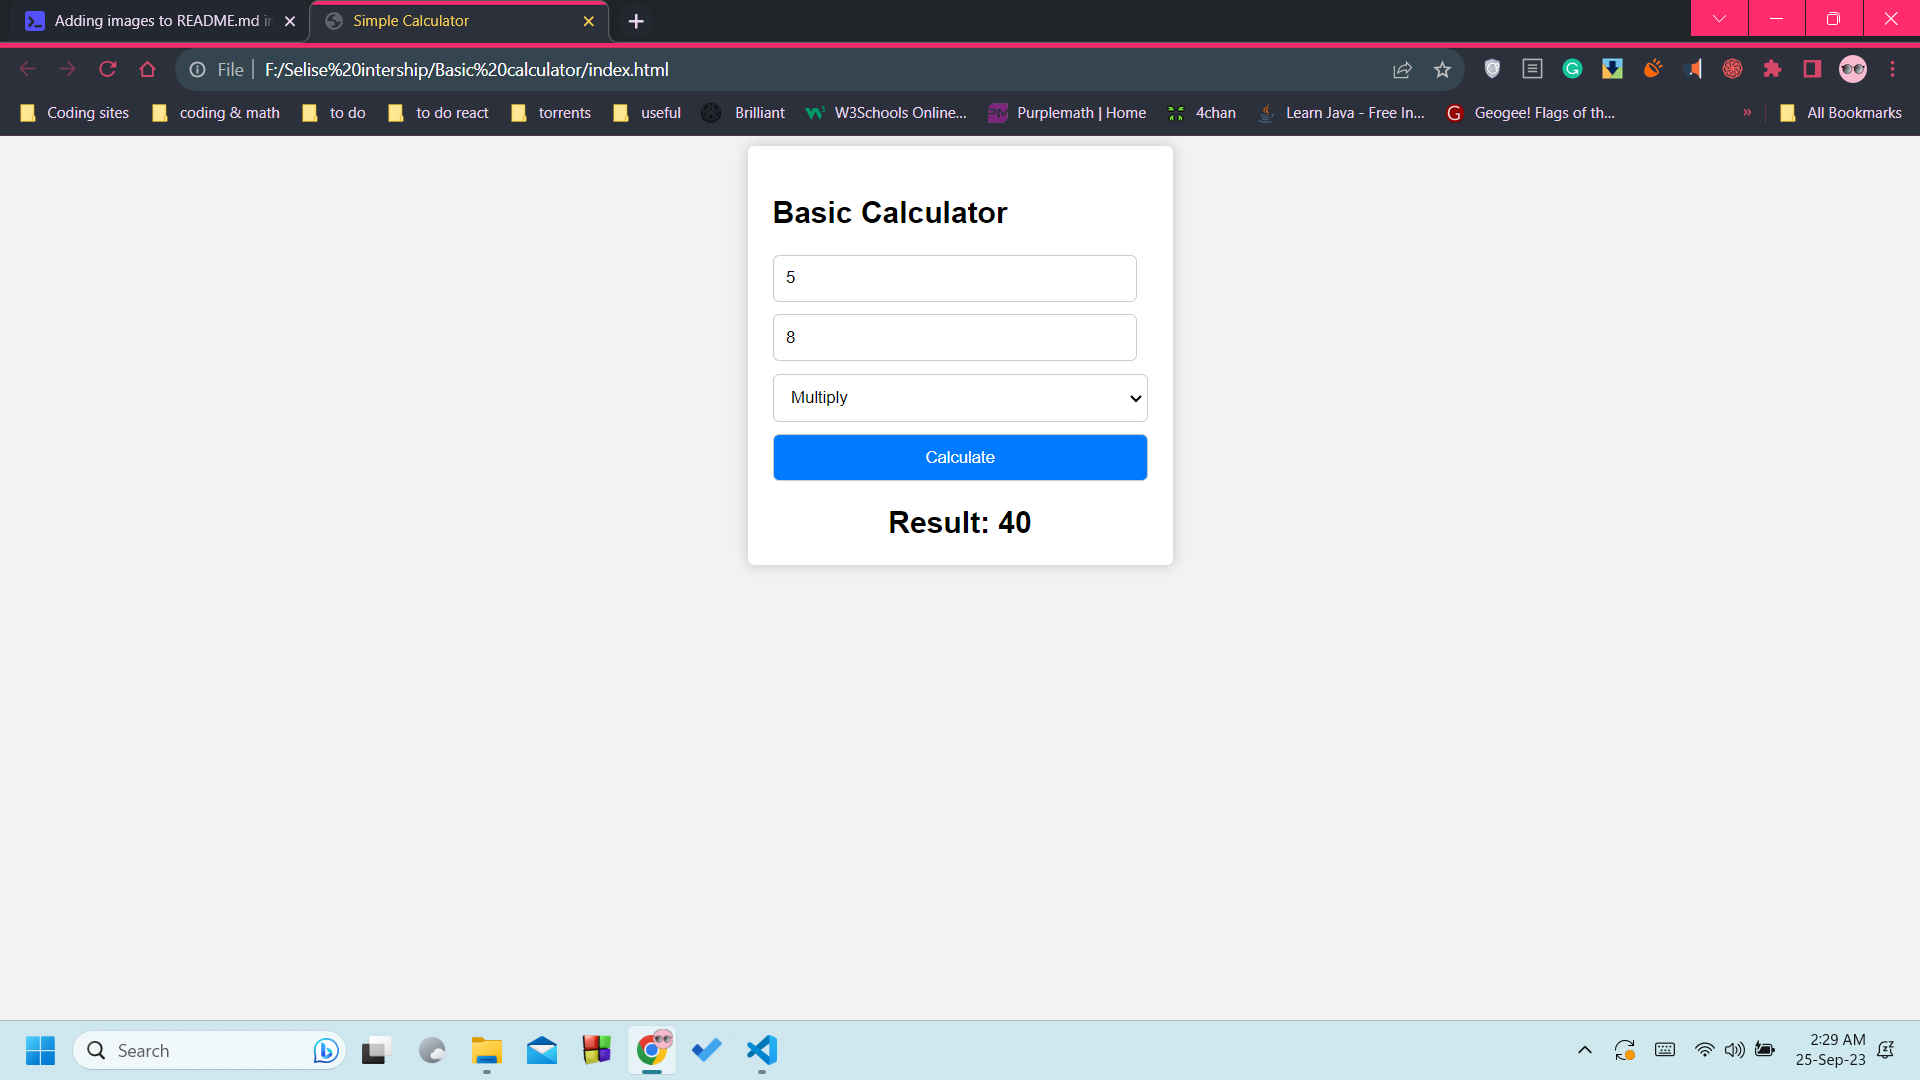 Adding images to README.md in
Simple Calculator
File
F:/Selise%20intership/Basic%20calculator/index.html
Coding sites
coding & math
to do
to do react
torrents
useful
Brilliant
W3Schools Online...
Purplemath | Home
4chan
Learn Java - Free In...
Geogee! Flags of th...
»
All Bookmarks
Basic Calculator
5
8
Multiply
Calculate
Result: 40
Search
2:29 AM
25-Sep-23